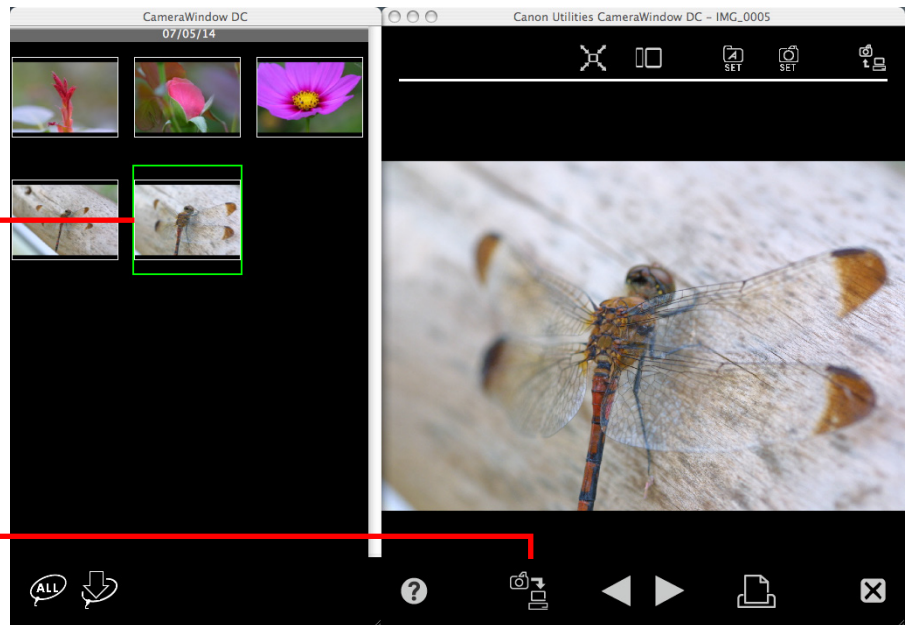 CameraWindow DC
Canon Utilities CameraWindow DC – IMG_0005
07/05/14
A
SET
SET
ALL
?